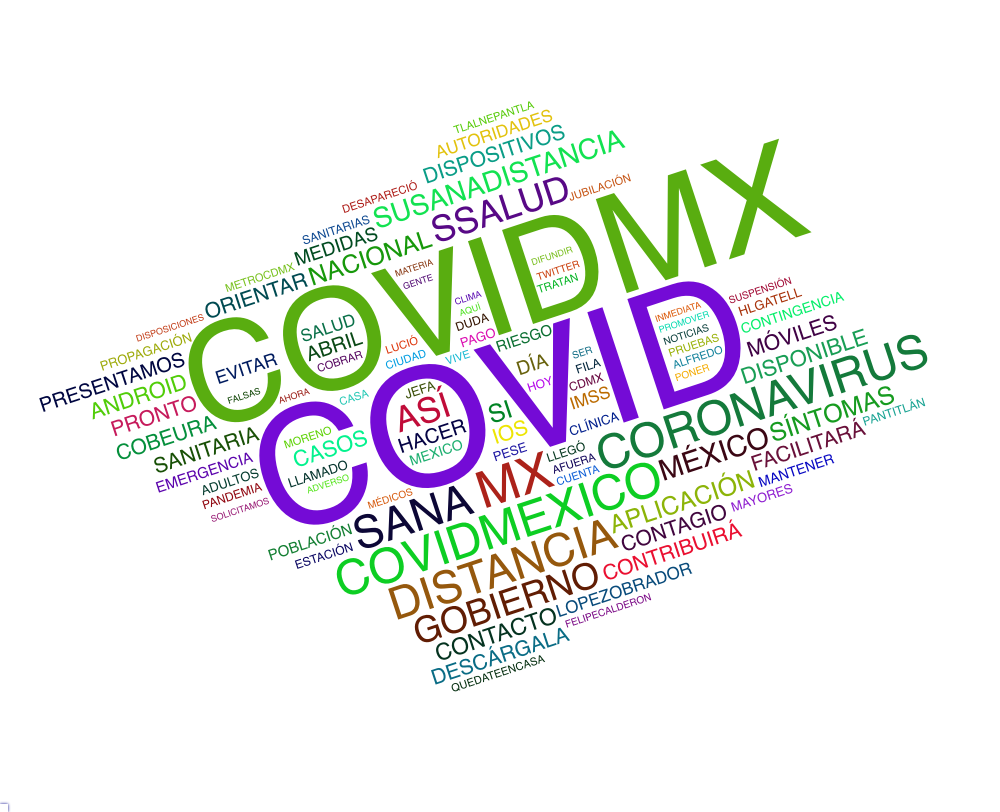 TLALNEPANTLA
AUTORIDADES
DISPOSITIVOS
DESAPARECIÓ
SUSANADISTANCIA
SANITARIAS
SSALUD
JUBILACIÓN
MEDIDAS
METROCDMX
NACIONAL
ORIENTAR
COVIDMX
MATERIA
GENTE
DIFUNDIR
TWITTER
TRATAN
CLIMA
AQUÍ
DUDA
DISPOSICIONES
PROPAGACIÓN
PRESENTAMOS
ANDROID
PRONTO
COBEURA
SANITARIA
EMERGENCIA
ADULTOS
PANDEMIA
SOLICITAMOS
SALUD
ABRIL
COBRAR
EVITAR
FALSAS
AHORA
LUCIÓ
CIUDAD
VIVE
PAGO
RIESGO
CASA
COVID
JEFA
ASÍ
HACER
MEXICO
MORENO
CASOS
LLAMADO
ADVERSO
MÉDICOS
DÍA
HOY
SI
IOS
PESE
SER
FILA
CDMX
IMSS
CLÍNICA
LLEGÓ
AFUERA
CUENTA
INMEDIATA
PROMOVER
NOTICIAS
PRUEBAS
ALFREDO
PONER
SUSPENSIÓN
HLGATELL
CONTINGENCIA
MÓVILES
DISPONIBLE
CORONAVIRUS
SÍNTOMAS
PANTITLÁN
MÉXICO
FACILITARÁ
MANTENER
MAYORES
POBLACIÓN
ESTACIÓN
SANA
MX
COVIDMEXICO
APLICACIÓN
DISTANCIA
CONTAGIO
GOBIERNO
CONTRIBUIRÁ
CONTACTO
LOPEZOBRADOR
FELIPECALDERON
DESCÁRGALA
QUEDATEENCASA